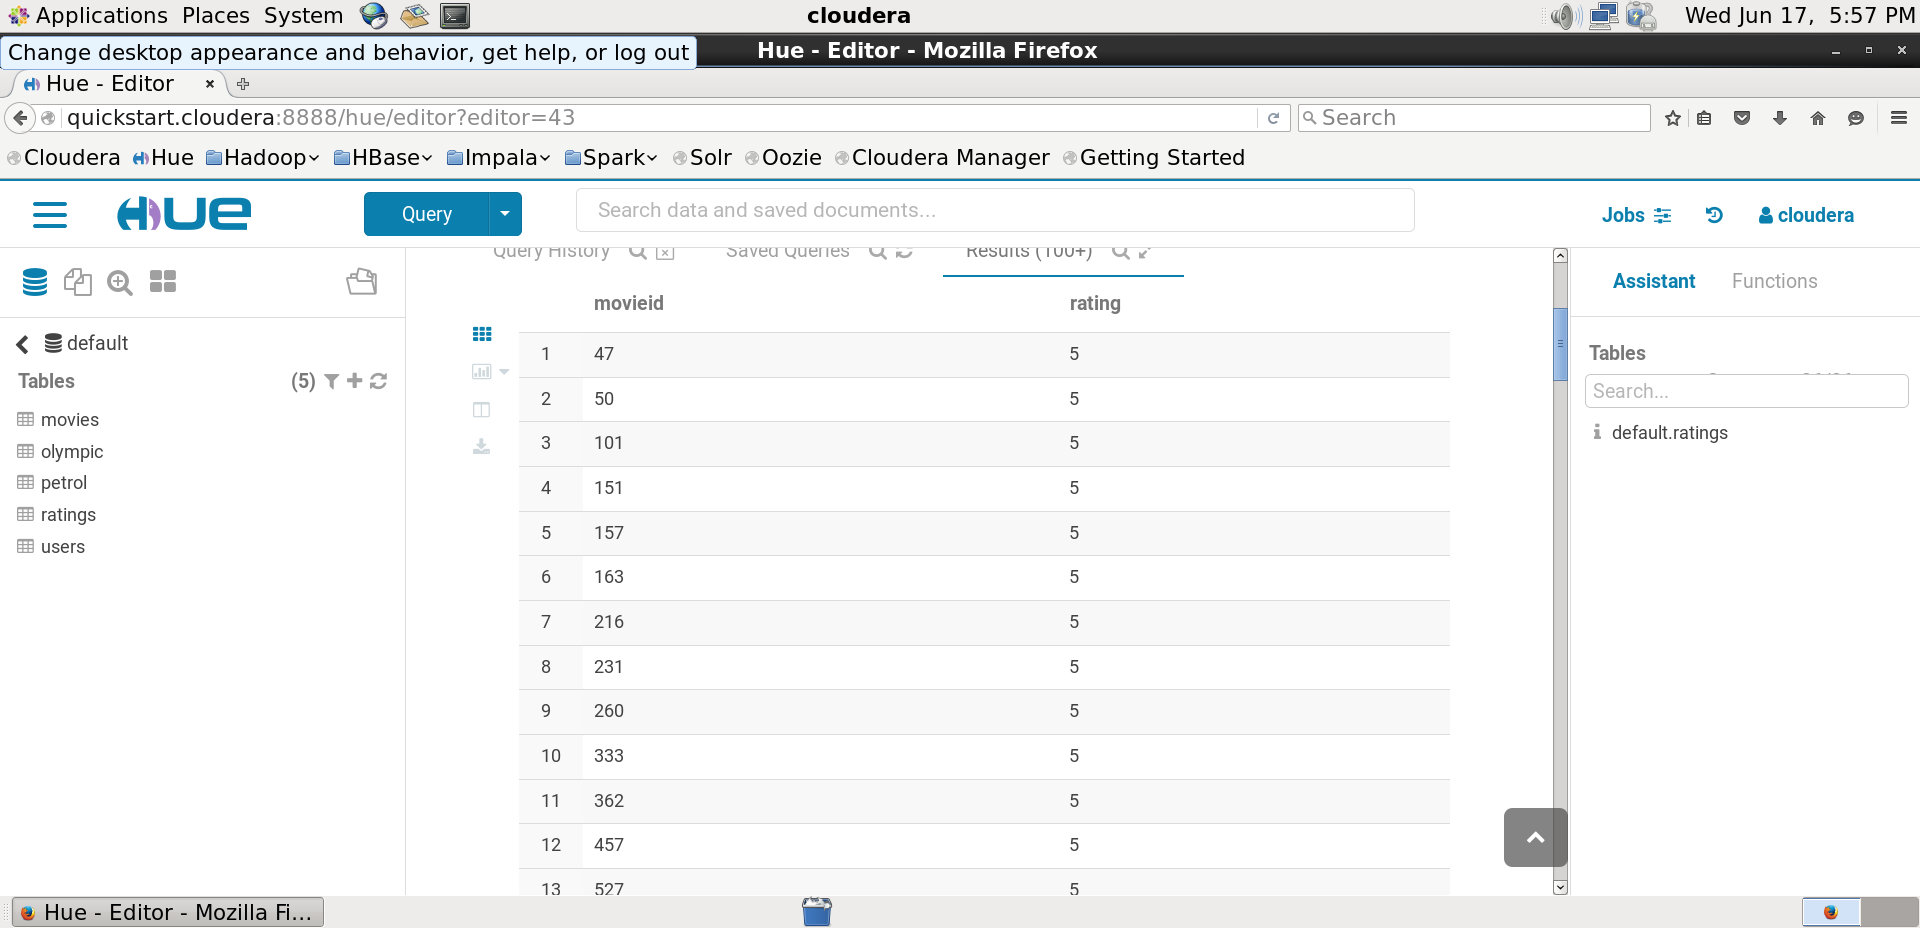 Applications Places System cloudera Wed Jun 17, 5:57 PM
Change desktop appearance and behavior, get help, or log out
Hue - Editor - Mozilla Firefox
Hue - Editor
quickstart.cloudera:8888/hue/editor?editor=43
Search
Cloudera Hue Hadoop HBase Impala Spark Solr Oozie Cloudera Manager Getting Started
HUE
Query
Search data and saved documents...
Jobs
cloudera
Query History
Saved Queries
Results (100+)
default
Tables (5)
movies
olympic
petrol
ratings
users
movieid rating
1 47 5
2 50 5
3 101 5
4 151 5
5 157 5
6 163 5
7 216 5
8 231 5
9 260 5
10 333 5
11 362 5
12 457 5
13 527 5
Assistant Functions
Tables
Search...
default.ratings
Hue - Editor - Mozilla Fi...